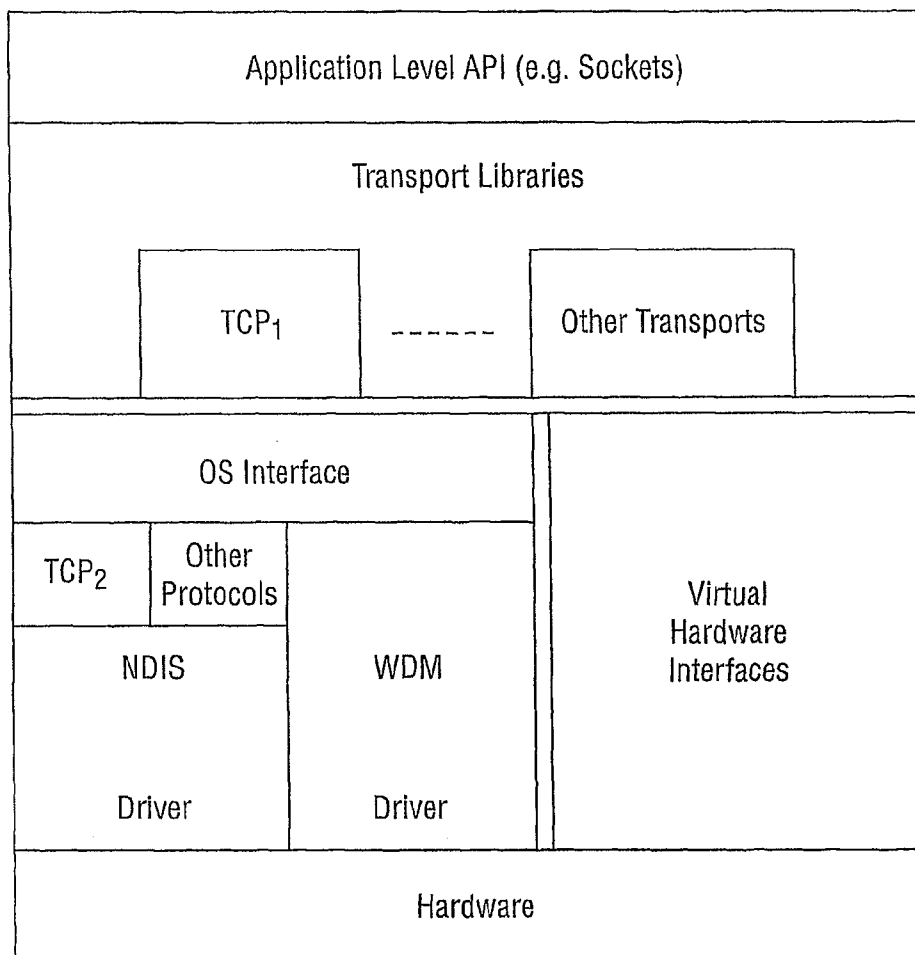 Application Level API (e.g. Sockets)
Transport Libraries
TCP₁
Other Transports
OS Interface
TCP₂
Other
Protocols
NDIS
WDM
Virtual
Hardware
Interfaces
Driver
Driver
Hardware